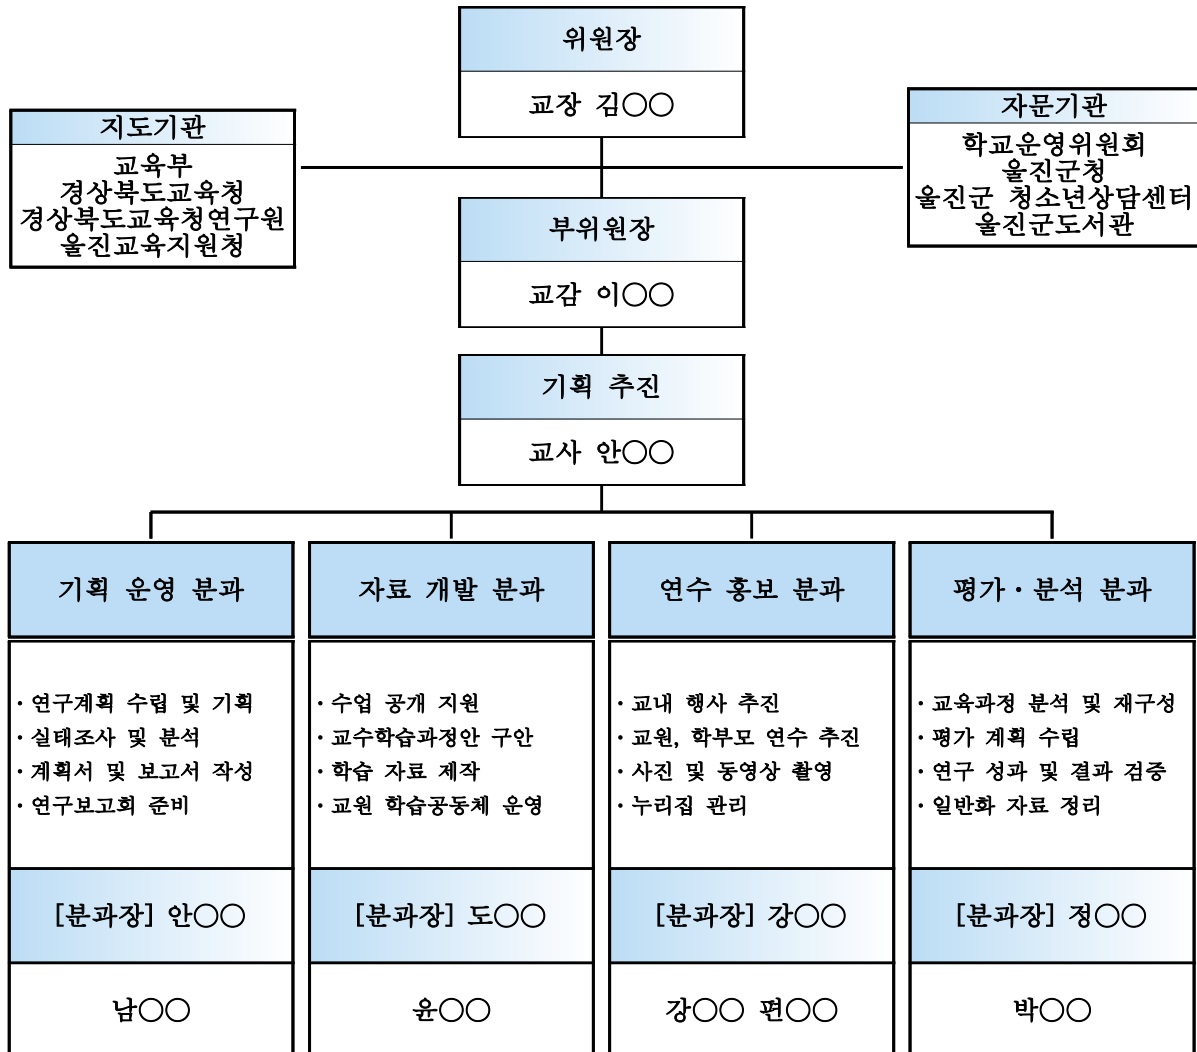 위원장
교장 김○○
지도기관
교육부
경상북도교육청
경상북도교육청연구원
울진교육지원청
자문기관
학교운영위원회
울진군청
울진군 청소년상담센터
울진군도서관
부위원장
교감 이○○
기획 추진
교사 안○○
기획 운영 분과
· 연구계획 수립 및 기획
· 실태조사 및 분석
· 계획서 및 보고서 작성
· 연구보고회 준비
[분과장] 안○○
남○○
자료 개발 분과
· 수업 공개 지원
· 교수학습과정안 구안
· 학습 자료 제작
· 교원 학습공동체 운영
[분과장] 도○○
윤○○
연수 홍보 분과
· 교내 행사 추진
· 교원, 학부모 연수 추진
· 사진 및 동영상 촬영
· 누리집 관리
[분과장] 강○○
강○○ 편○○
평가 · 분석 분과
· 교육과정 분석 및 재구성
· 평가 계획 수립
· 연구 성과 및 결과 검증
· 일반화 자료 정리
[분과장] 정○○
박○○